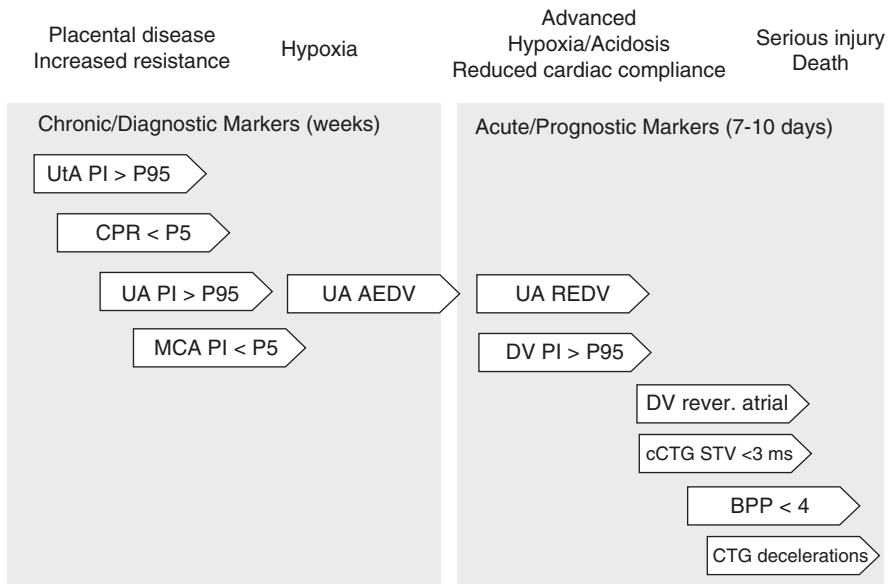 Placental disease
Increased resistance
Hypoxia
Advanced
Hypoxia/Acidosis
Reduced cardiac compliance
Serious injury
Death
Chronic/Diagnostic Markers (weeks)
Acute/Prognostic Markers (7-10 days)
UtA PI > P95
CPR < P5
UA PI > P95
UA AEDV
UA REDV
MCA PI < P5
DV PI > P95
DV rever. atrial
cCTG STV <3 ms
BPP < 4
CTG decelerations